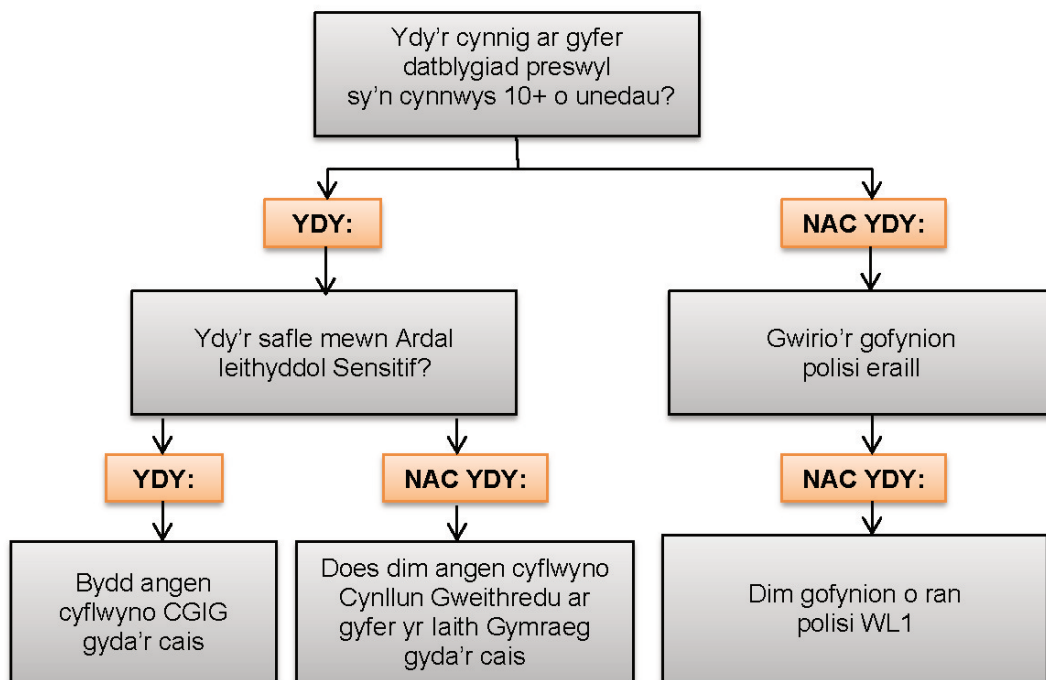 Ydy'r cynnig ar gyfer
datblygiad preswyl
sy'n cynnwys 10+ o unedau?
YDY:
NAC YDY:
Ydy'r safle mewn Ardal
Ieithyddol Sensitif?
Gwirio'r gofynion
polisi eraill
YDY:
NAC YDY:
NAC YDY:
Bydd angen
cyflwyno CGIG
gyda'r cais
Does dim angen cyflwyno
Cynllun Gweithredu ar
gyfer yr Iaith Gymraeg
gyda'r cais
Dim gofynion o ran
polisi WL1